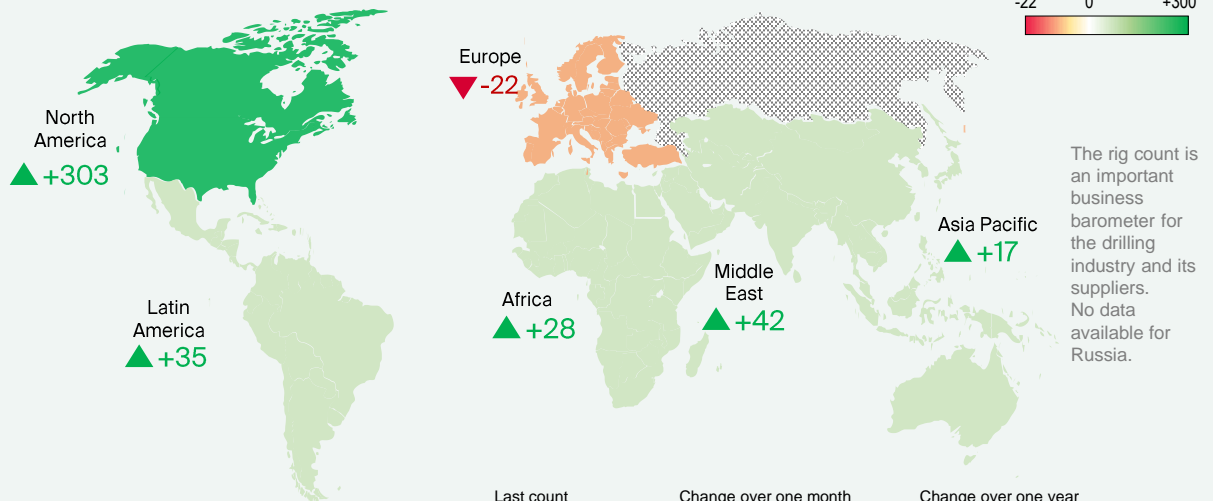 -22 0 +300
Europe
-22
North
America
+303
The rig count is
an important
business
barometer for
the drilling
industry and its
suppliers.
No data
available for
Russia.
Asia Pacific
+17
Middle
East
+42
Africa
+28
Latin
America
+35
Last count Change over one month Change over one year